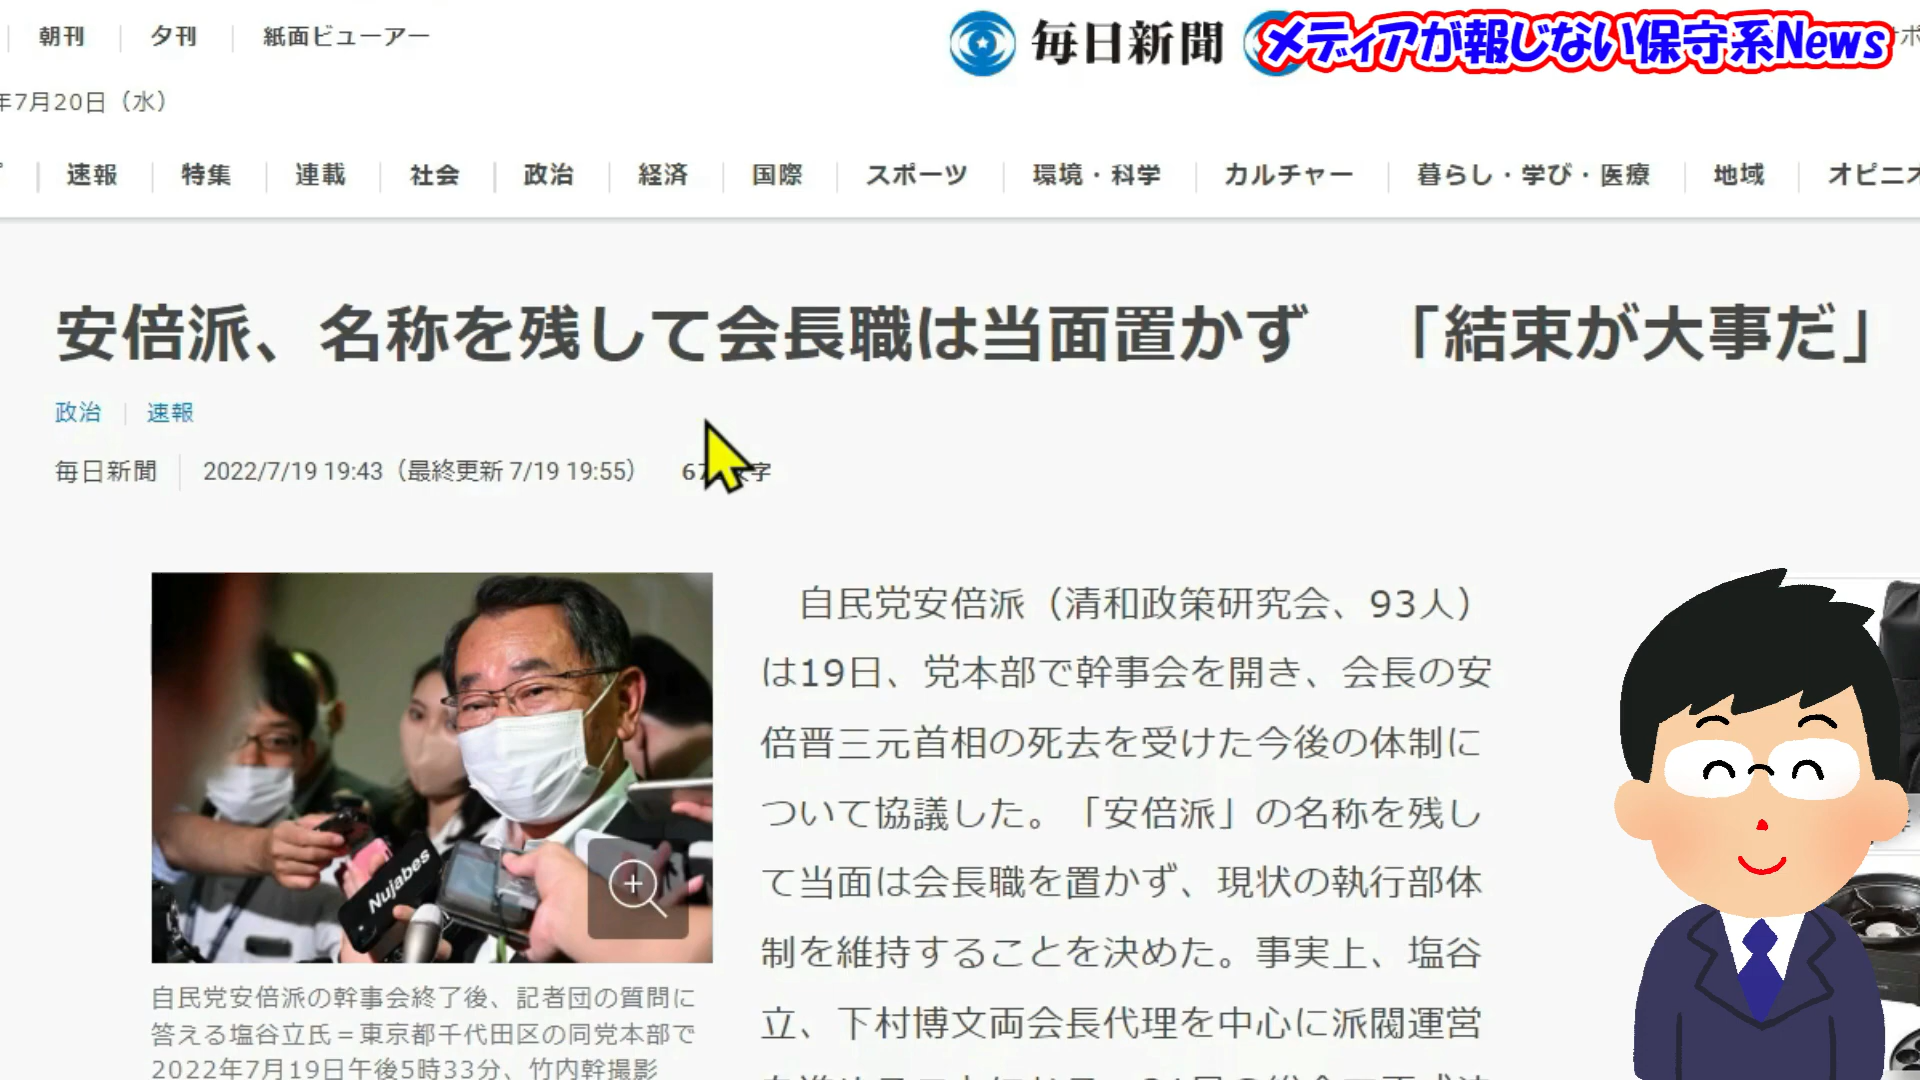 朝刊 夕刊 紙面ビューアー
毎日新聞
メディアが報じない保守系News
年7月20日（水）
速報 特集 連載 社会 政治 経済 国際 スポーツ 環境・科学 カルチャー 暮らし・学び・医療 地域 オピニオ
安倍派、名称を残して会長職は当面置かず 「結束が大事だ」
政治 速報
毎日新聞 2022/7/19 19:43（最終更新 7/19 19:55）
Nujabes
自民党安倍派の幹事会終了後、記者団の質問に
答える塩谷立氏＝東京都千代田区の同党本部で
2022年7月19日午後5時33分、竹内幹撮影
自民党安倍派（清和政策研究会、93人）
は19日、党本部で幹事会を開き、会長の安
倍晋三元首相の死去を受けた今後の体制に
ついて協議した。「安倍派」の名称を残し
て当面は会長職を置かず、現状の執行部体
制を維持することを決めた。事実上、塩谷
立、下村博文両会長代理を中心に派閥運営